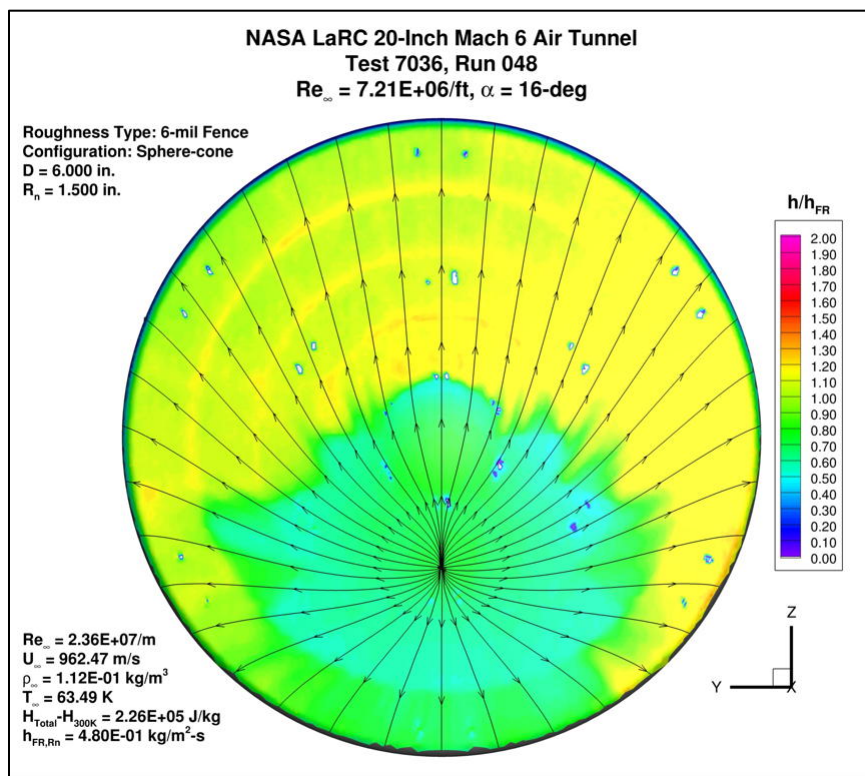 NASA LaRC 20-Inch Mach 6 Air Tunnel
Test 7036, Run 048
Re∞ = 7.21E+06/ft, α = 16-deg
Roughness Type: 6-mil Fence
Configuration: Sphere-cone
D = 6.000 in.
Rn = 1.500 in.
h/hFR
2.00
1.90
1.80
1.70
1.60
1.50
1.40
1.30
1.20
1.10
1.00
0.90
0.80
0.70
0.60
0.50
0.40
0.30
0.20
0.10
0.00
Z
Y
X
Re∞ = 2.36E+07/m
U∞ = 962.47 m/s
ρ∞ = 1.12E-01 kg/m³
T∞ = 63.49 K
HTotal-H300K = 2.26E+05 J/kg
hFR,Rn = 4.80E-01 kg/m²-s